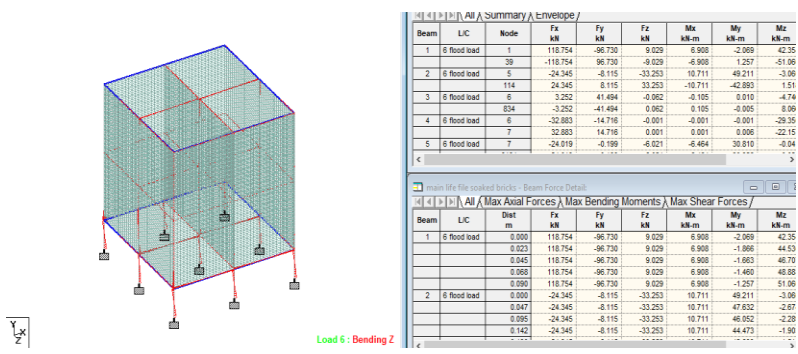 All Summary Envelope
Beam L/C Node Fx kN Fy kN Fz kN Mx kN-m My kN-m Mz kN-m
1 6 flood load 1 118.754 -96.730 9.029 6.908 -2.069 42.35
39 -118.754 96.730 -9.029 -6.908 1.257 -51.06
2 6 flood load 5 -24.345 -8.115 -33.253 10.711 49.211 -3.06
114 24.345 8.115 33.253 -10.711 -42.893 1.51
3 6 flood load 6 3.252 41.494 -0.062 -0.105 0.010 -4.74
834 -3.252 -41.494 0.062 0.105 -0.005 8.06
4 6 flood load 6 -32.883 -14.716 -0.001 -0.001 -0.001 -29.35
7 32.883 14.716 0.001 0.001 0.006 -22.15
5 6 flood load 7 -24.019 -0.199 -6.021 -6.464 30.810 -0.04
main life file soaked bricks - Beam Force Detail:
All Max Axial Forces Max Bending Moments Max Shear Forces
Beam L/C Dist m Fx kN Fy kN Fz kN Mx kN-m My kN-m Mz kN-m
1 6 flood load 0.000 118.754 -96.730 9.029 6.908 -2.069 42.35
0.023 118.754 -96.730 9.029 6.908 -1.866 44.53
0.045 118.754 -96.730 9.029 6.908 -1.663 46.70
0.068 118.754 -96.730 9.029 6.908 -1.460 48.88
0.090 118.754 -96.730 9.029 6.908 -1.257 51.06
2 6 flood load 0.000 -24.345 -8.115 -33.253 10.711 49.211 -3.06
0.047 -24.345 -8.115 -33.253 10.711 47.632 -2.67
0.095 -24.345 -8.115 -33.253 10.711 46.052 -2.28
0.142 -24.345 -8.115 -33.253 10.711 44.473 -1.90
Y X
Z
Load 6 : Bending Z